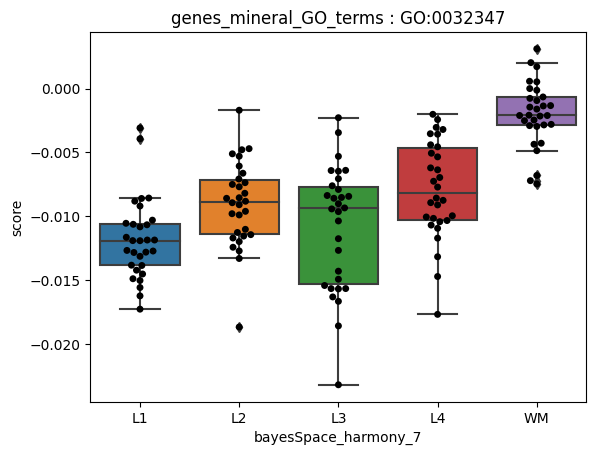 genes_mineral_GO_terms : GO:0032347
0.000
−0.005
−0.010
−0.015
−0.020
score
L1 L2 L3 L4 WM
bayesSpace_harmony_7